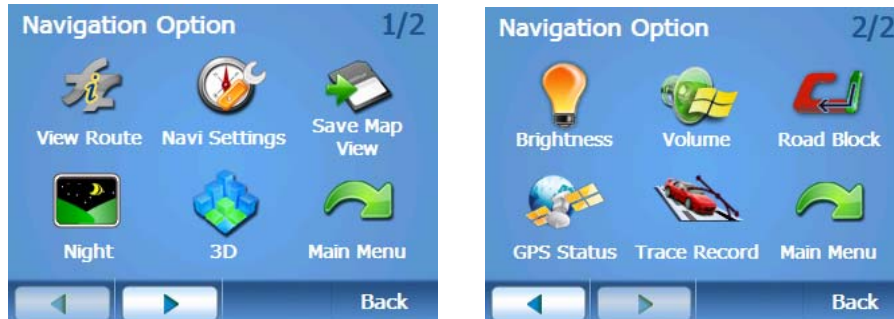 Navigation Option 1/2
View Route Navi Settings Save Map
View
Night 3D Main Menu
Back
Navigation Option 2/2
Brightness Volume Road Block
GPS Status Trace Record Main Menu
Back